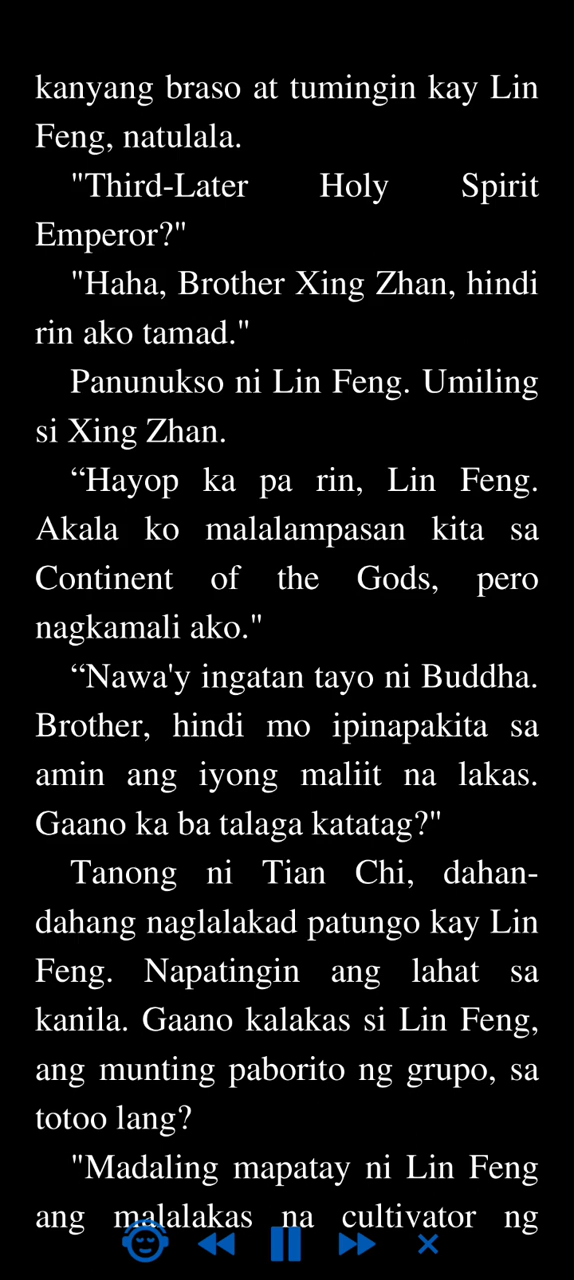 kanyang braso at tumingin kay Lin
Feng, natulala.
"Third-Later Holy Spirit
Emperor?"
"Haha, Brother Xing Zhan, hindi
rin ako tamad."
Panunukso ni Lin Feng. Umiling
si Xing Zhan.
“Hayop ka pa rin, Lin Feng.
Akala ko malalampasan kita sa
Continent of the Gods, pero
nagkamali ako."
“Nawa'y ingatan tayo ni Buddha.
Brother, hindi mo ipinapakita sa
amin ang iyong maliit na lakas.
Gaano ka ba talaga katatag?"
Tanong ni Tian Chi, dahan-
dahang naglalakad patungo kay Lin
Feng. Napatingin ang lahat sa
kanila. Gaano kalakas si Lin Feng,
ang munting paborito ng grupo, sa
totoo lang?
"Madaling mapatay ni Lin Feng
ang malalakas na cultivator ng